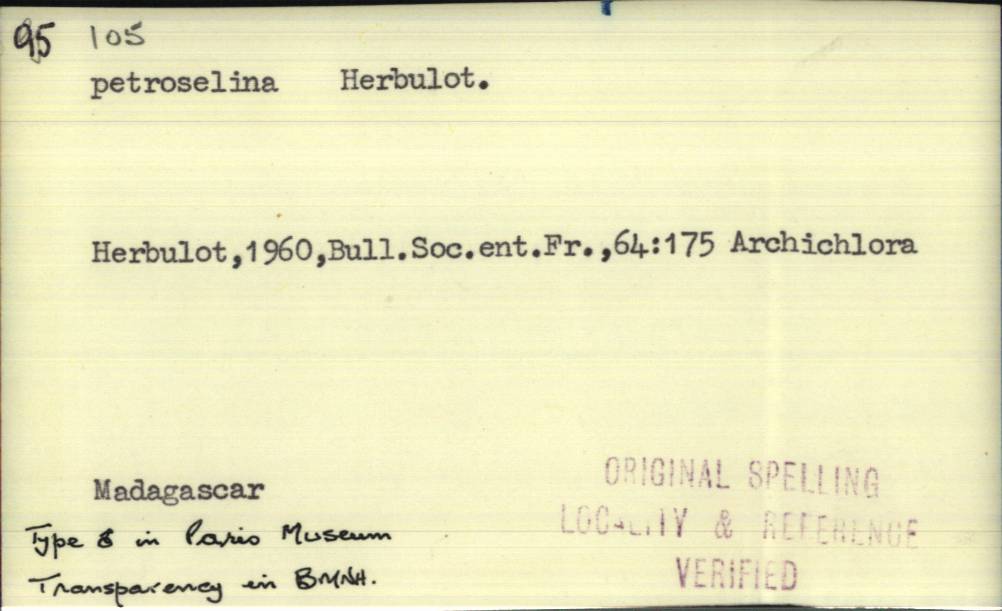 95 105
petroselina Herbulot.
Herbulot,1960,Bull.Soc.ent.Fr.,64:175 Archichlora
Madagascar
Type ♂ in Paris Museum
Transparency in BMNH.
ORIGINAL SPELLING
LOCALITY & REFERENCE
VERIFIED